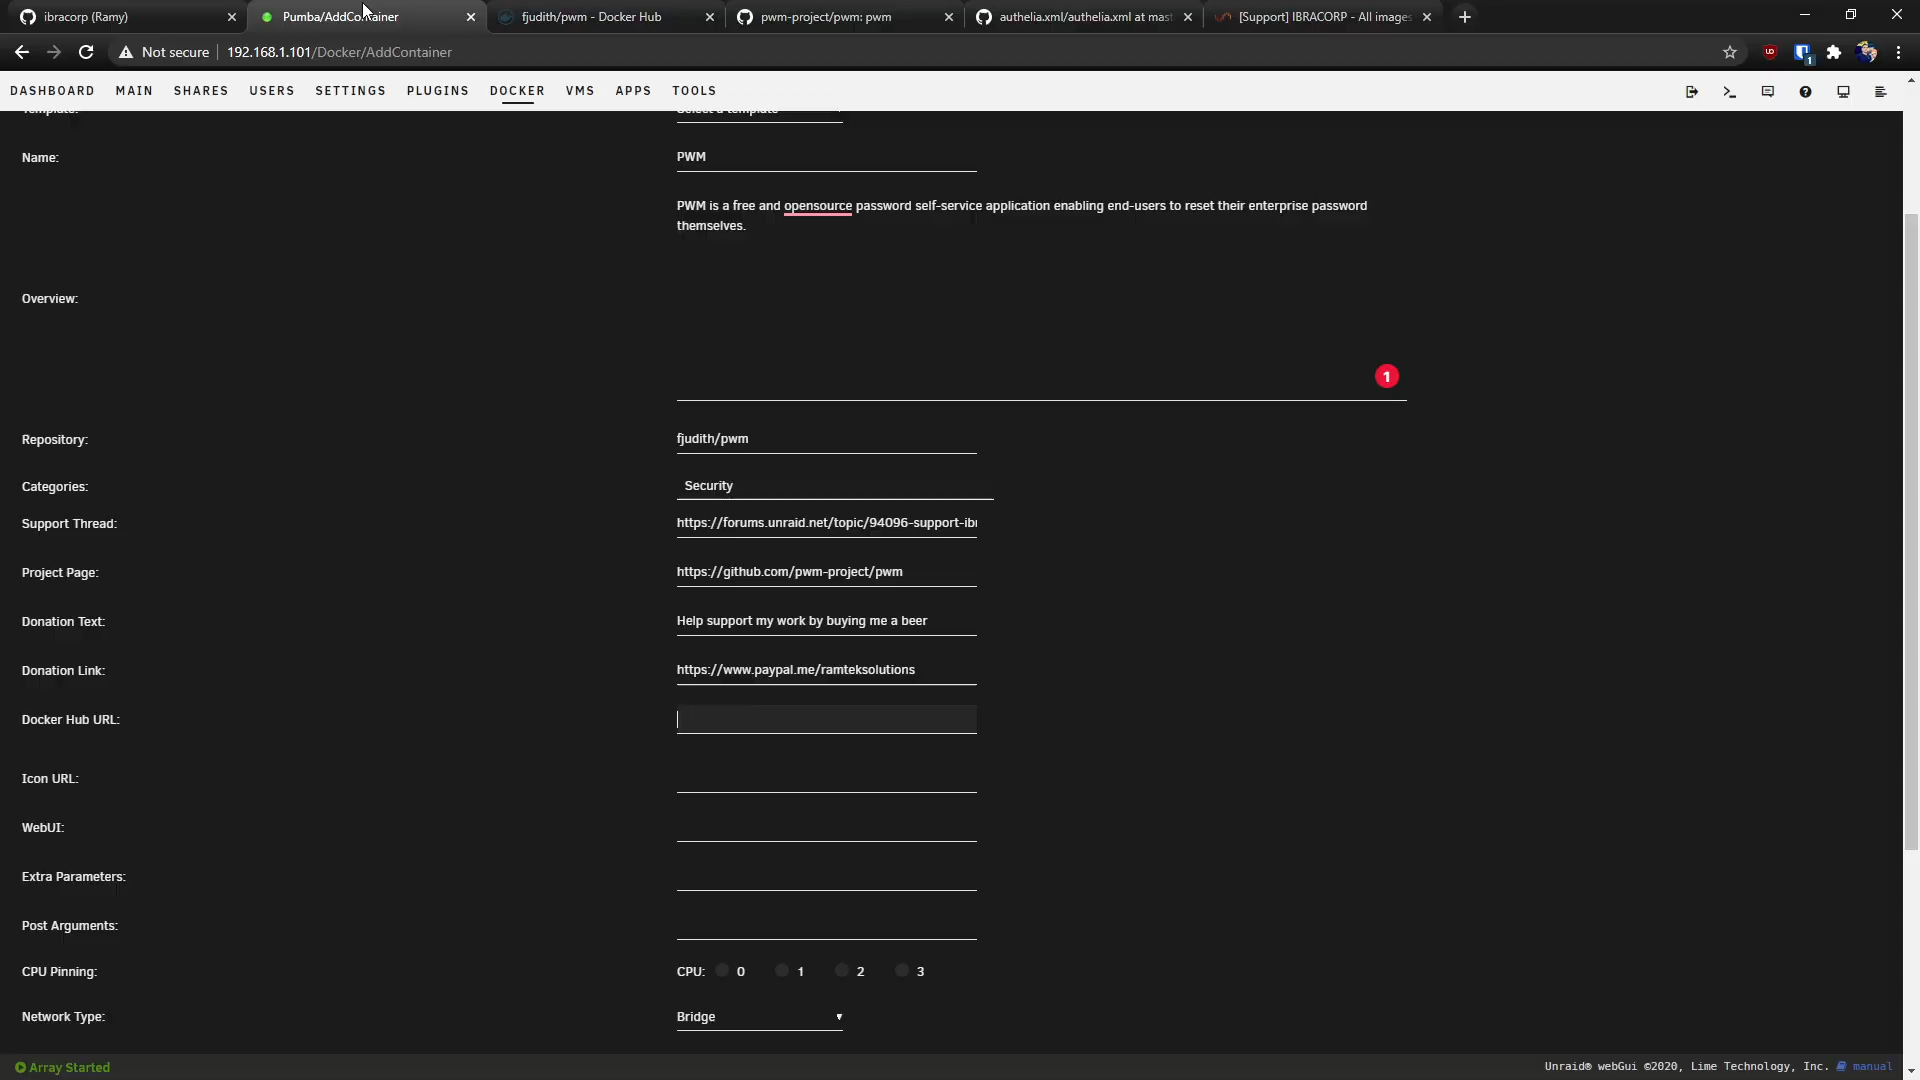 ibracorp (Ramy)
Pumba/AddContainer
fjudith/pwm - Docker Hub
pwm-project/pwm: pwm
authelia.xml/authelia.xml at mast
[Support] IBRACORP - All images
Not secure
192.168.1.101/Docker/AddContainer
1
DASHBOARD MAIN SHARES USERS SETTINGS PLUGINS DOCKER VMS APPS TOOLS
Template:
Select a template
Name:
PWM
PWM is a free and opensource password self-service application enabling end-users to reset their enterprise password
themselves.
Overview:
1
Repository:
fjudith/pwm
Categories:
Security
Support Thread:
https://forums.unraid.net/topic/94096-support-ib
Project Page:
https://github.com/pwm-project/pwm
Donation Text:
Help support my work by buying me a beer
Donation Link:
https://www.paypal.me/ramteksolutions
Docker Hub URL:
Icon URL:
WebUI:
Extra Parameters:
Post Arguments:
CPU Pinning:
CPU: 0 1 2 3
Network Type:
Bridge
Array Started
Unraid® webGui ©2020, Lime Technology, Inc. manual